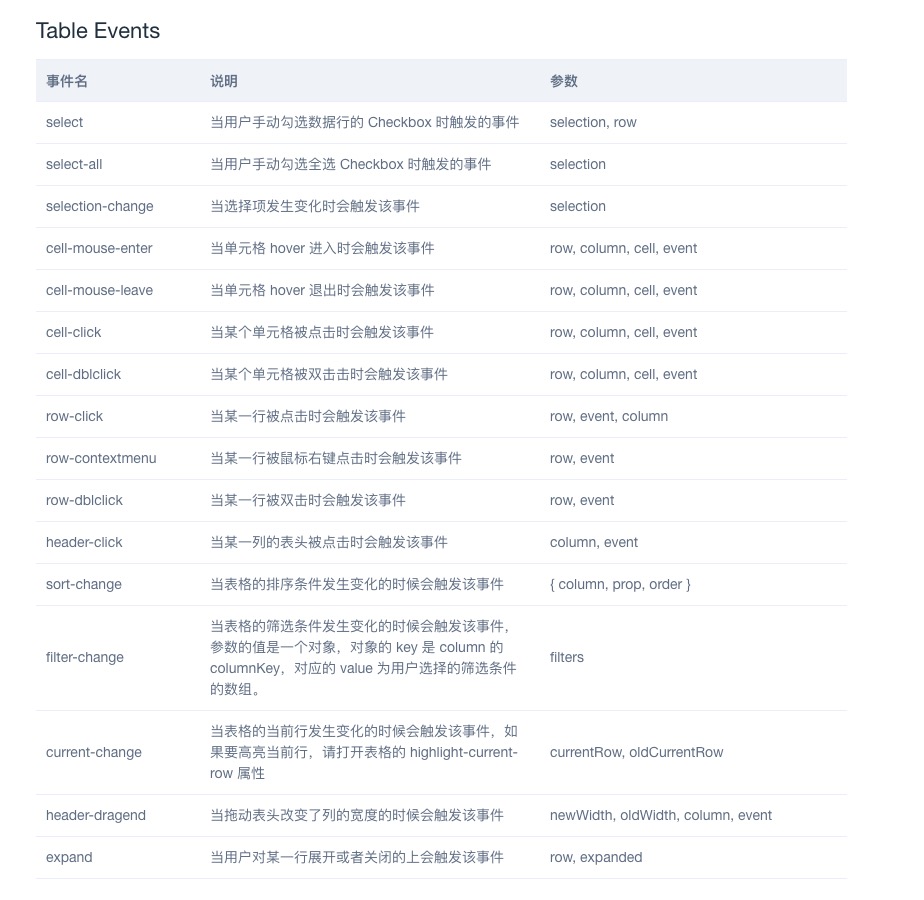 Table Events
事件名 说明 参数
select 当用户手动勾选数据行的 Checkbox 时触发的事件 selection, row
select-all 当用户手动勾选全选 Checkbox 时触发的事件 selection
selection-change 当选择项发生变化时会触发该事件 selection
cell-mouse-enter 当单元格 hover 进入时会触发该事件 row, column, cell, event
cell-mouse-leave 当单元格 hover 退出时会触发该事件 row, column, cell, event
cell-click 当某个单元格被点击时会触发该事件 row, column, cell, event
cell-dblclick 当某个单元格被双击击时会触发该事件 row, column, cell, event
row-click 当某一行被点击时会触发该事件 row, event, column
row-contextmenu 当某一行被鼠标右键点击时会触发该事件 row, event
row-dblclick 当某一行被双击时会触发该事件 row, event
header-click 当某一列的表头被点击时会触发该事件 column, event
sort-change 当表格的排序条件发生变化的时候会触发该事件 { column, prop, order }
filter-change
当表格的筛选条件发生变化的时候会触发该事件，
参数的值是一个对象，对象的 key 是 column 的
columnKey，对应的 value 为用户选择的筛选条件
的数组。
filters
current-change
当表格的当前行发生变化的时候会触发该事件，如
果要高亮当前行，请打开表格的 highlight-current-
row 属性
currentRow, oldCurrentRow
header-dragend 当拖动表头改变了列的宽度的时候会触发该事件 newWidth, oldWidth, column, event
expand 当用户对某一行展开或者关闭的上会触发该事件 row, expanded